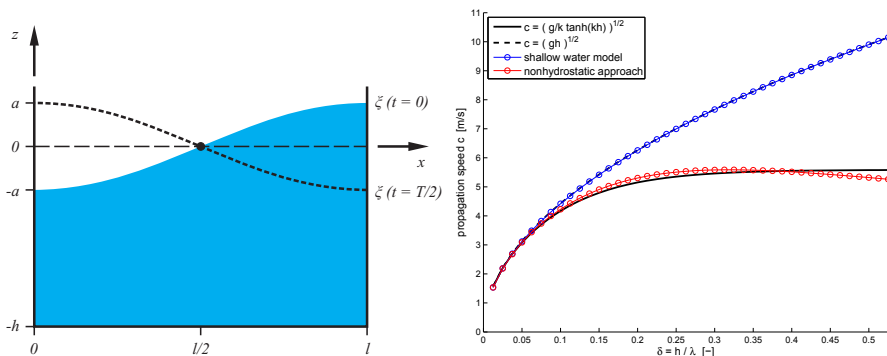 z
a
ξ (t = 0)
0
x
-a
ξ (t = T/2)
-h
0
l/2
l
c = ( g/k tanh(kh) )^1/2
c = ( gh )^1/2
shallow water model
nonhydrostatic approach
propagation speed c [m/s]
11
10
9
8
7
6
5
4
3
2
1
0
0 0.05 0.1 0.15 0.2 0.25 0.3 0.35 0.4 0.45 0.5
δ = h / λ [−]